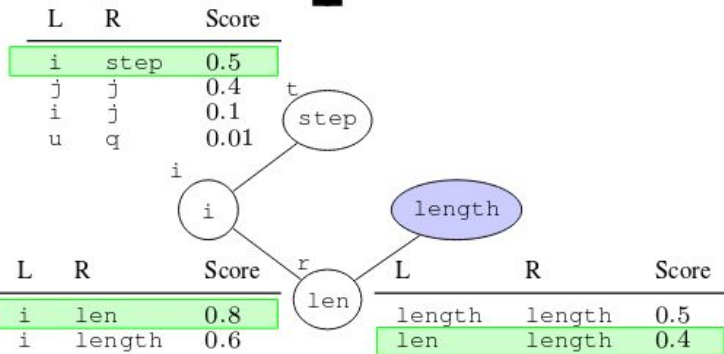 L R Score
i step 0.5
j j 0.4
i j 0.1
u q 0.01
t
step
i
i
length
r
len
L R Score
i len 0.8
i length 0.6
L R Score
length length 0.5
len length 0.4